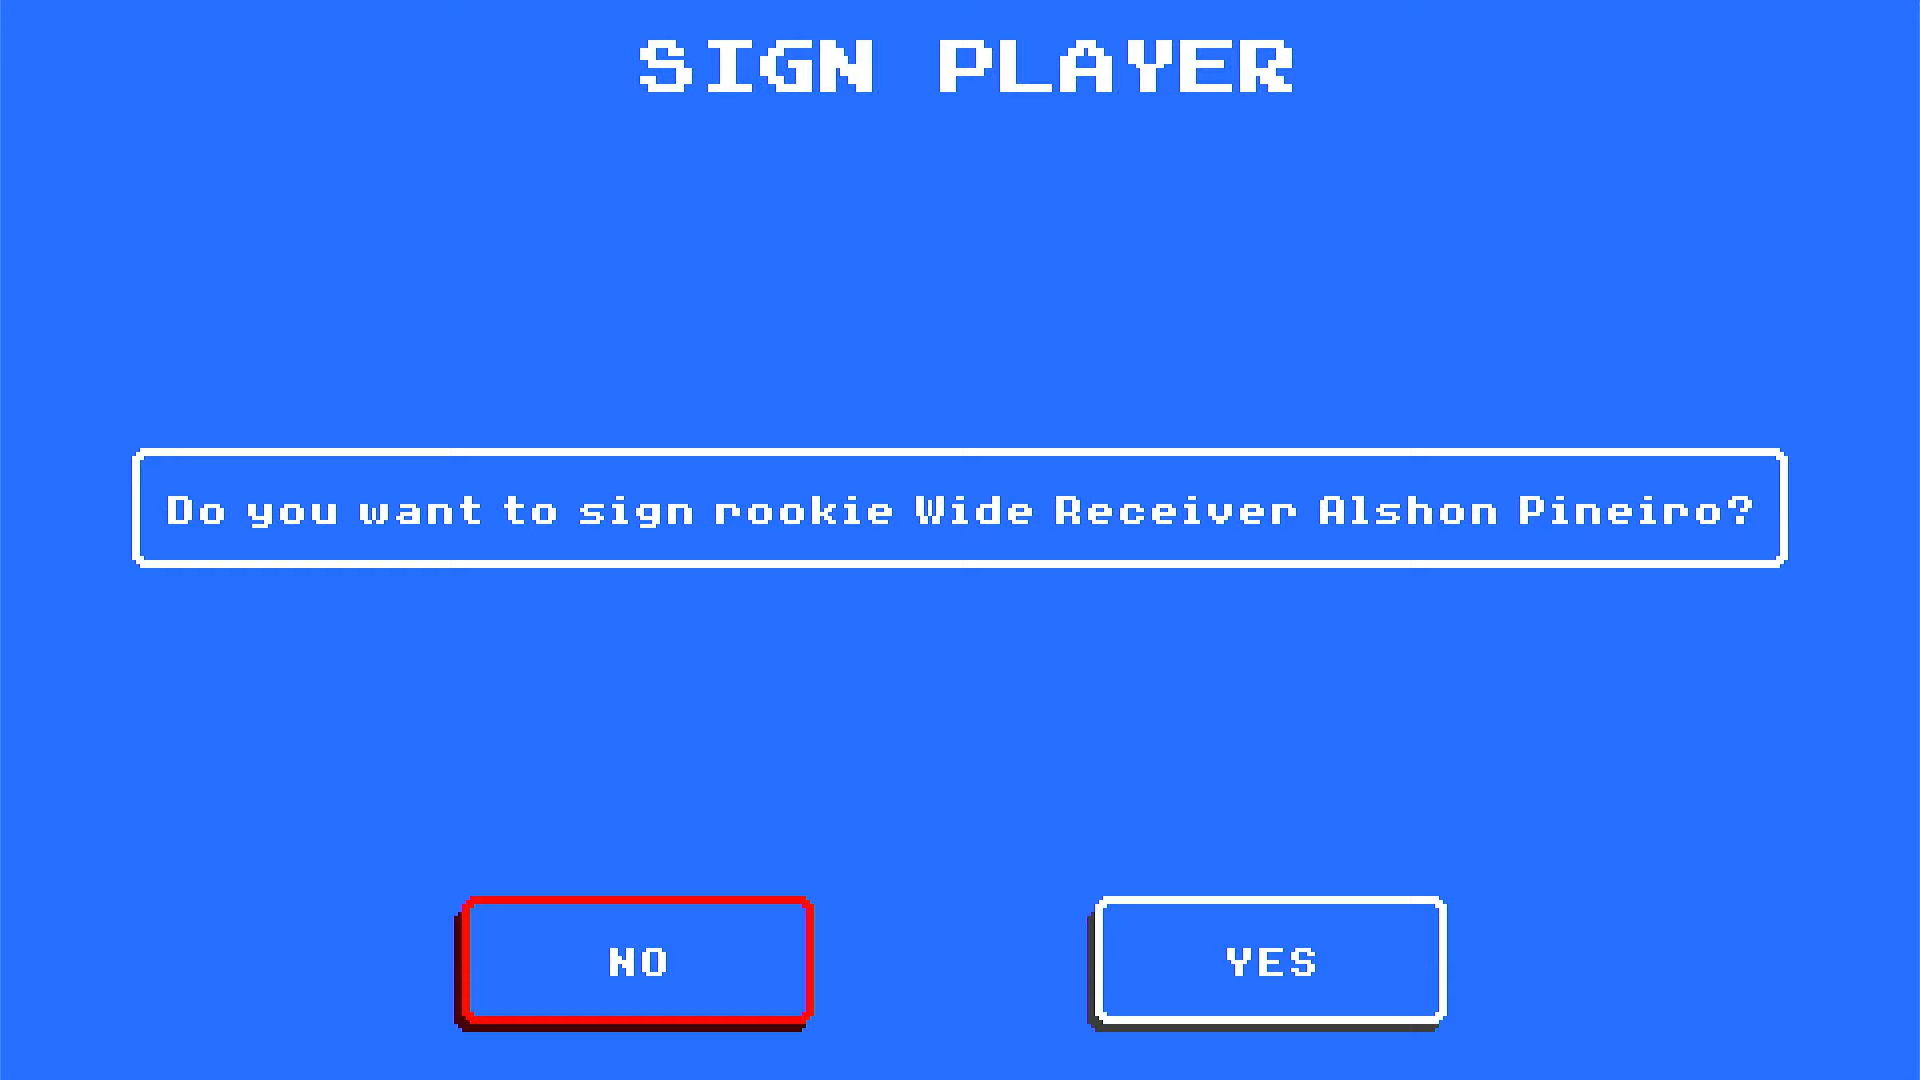 SIGN PLAYER
Do you want to sign rookie Wide Receiver Alshon Pineiro?
NO
YES